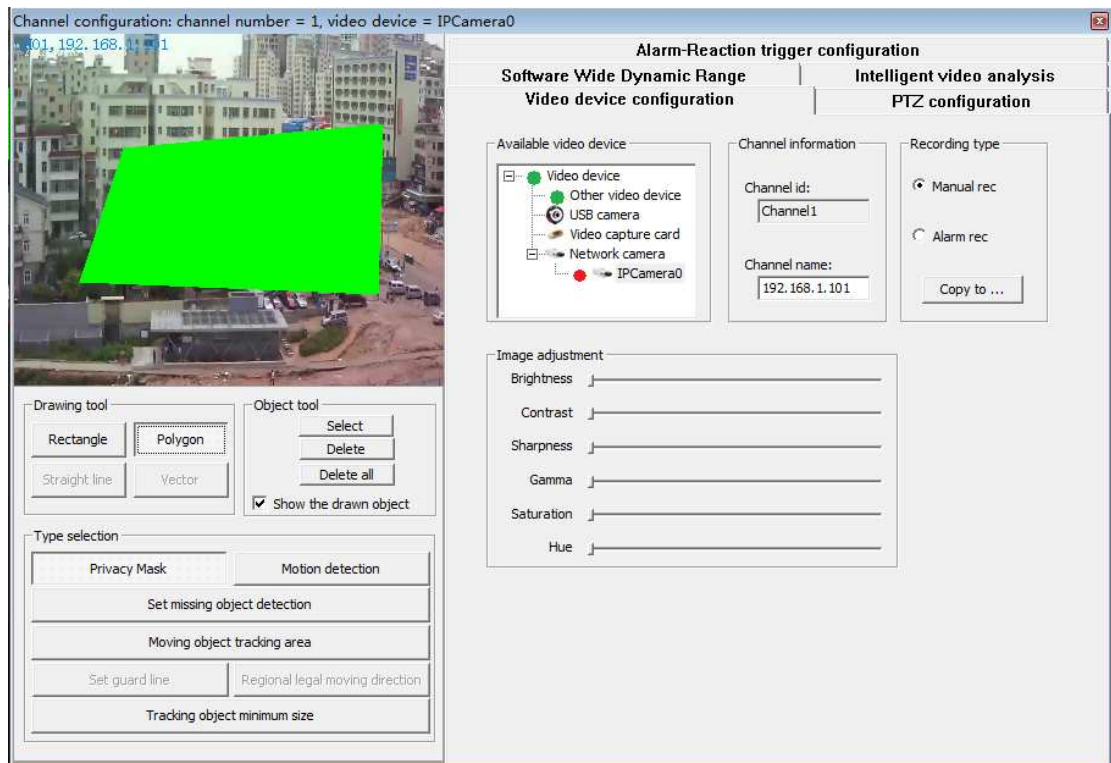 Channel configuration: channel number = 1, video device = IPCamera0
Alarm-Reaction trigger configuration
Software Wide Dynamic Range
Intelligent video analysis
Video device configuration
PTZ configuration
Available video device
Video device
Other video device
USB camera
Video capture card
Network camera
IPCamera0
Channel information
Channel id:
Channel1
Channel name:
192.168.1.101
Recording type
Manual rec
Alarm rec
Copy to ...
Image adjustment
Brightness
Contrast
Sharpness
Gamma
Saturation
Hue
Drawing tool
Rectangle
Polygon
Straight line
Vector
Object tool
Select
Delete
Delete all
Show the drawn object
Type selection
Privacy Mask
Motion detection
Set missing object detection
Moving object tracking area
Set guard line
Regional legal moving direction
Tracking object minimum size